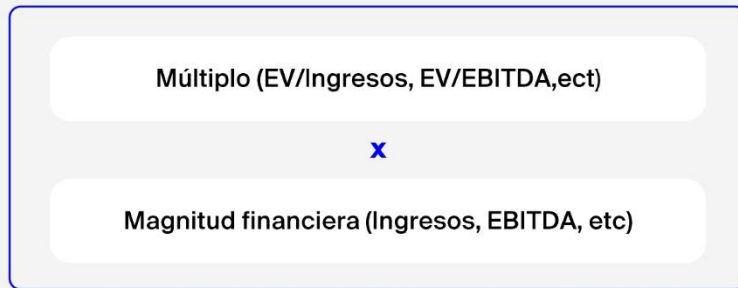 Múltiplo (EV/Ingresos, EV/EBITDA,ect)
x
Magnitud financiera (Ingresos, EBITDA, etc)